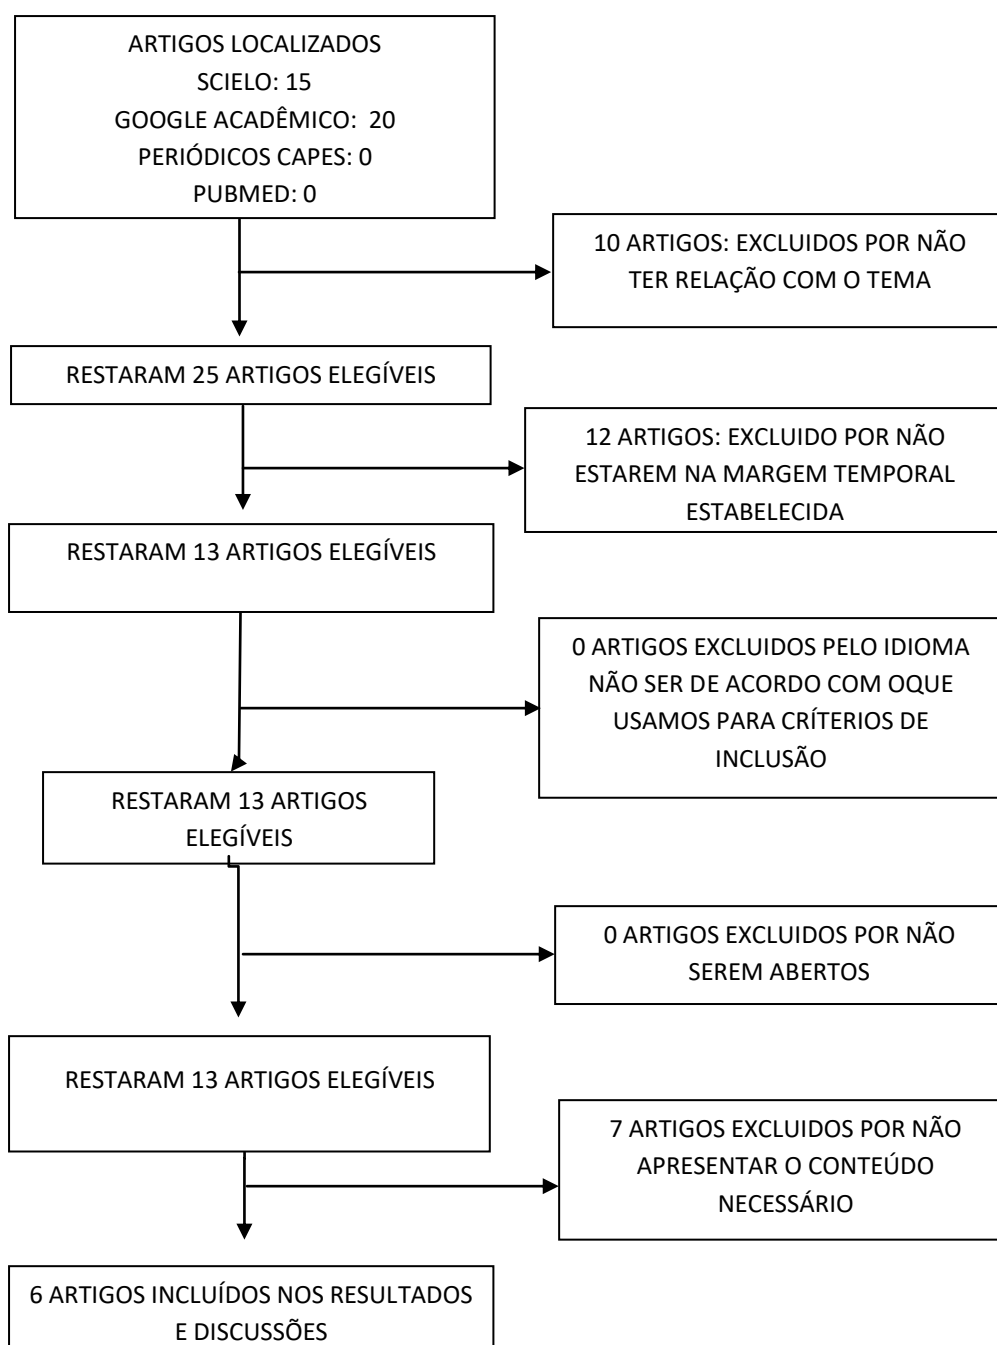 ARTIGOS LOCALIZADOS
SCIELO: 15
GOOGLE ACADÊMICO:  20
PERIÓDICOS CAPES: 0
PUBMED: 0
10 ARTIGOS: EXCLUIDOS POR NÃO
TER RELAÇÃO COM O TEMA
RESTARAM 25 ARTIGOS ELEGÍVEIS
12 ARTIGOS: EXCLUIDO POR NÃO
ESTAREM NA MARGEM TEMPORAL
ESTABELECIDA
RESTARAM 13 ARTIGOS ELEGÍVEIS
0 ARTIGOS EXCLUIDOS PELO IDIOMA
NÃO SER DE ACORDO COM OQUE
USAMOS PARA CRÍTERIOS DE
INCLUSÃO
RESTARAM 13 ARTIGOS
ELEGÍVEIS
0 ARTIGOS EXCLUIDOS POR NÃO
SEREM ABERTOS
RESTARAM 13 ARTIGOS ELEGÍVEIS
7 ARTIGOS EXCLUIDOS POR NÃO
APRESENTAR O CONTEÚDO
NECESSÁRIO
6 ARTIGOS INCLUÍDOS NOS RESULTADOS
E DISCUSSÕES